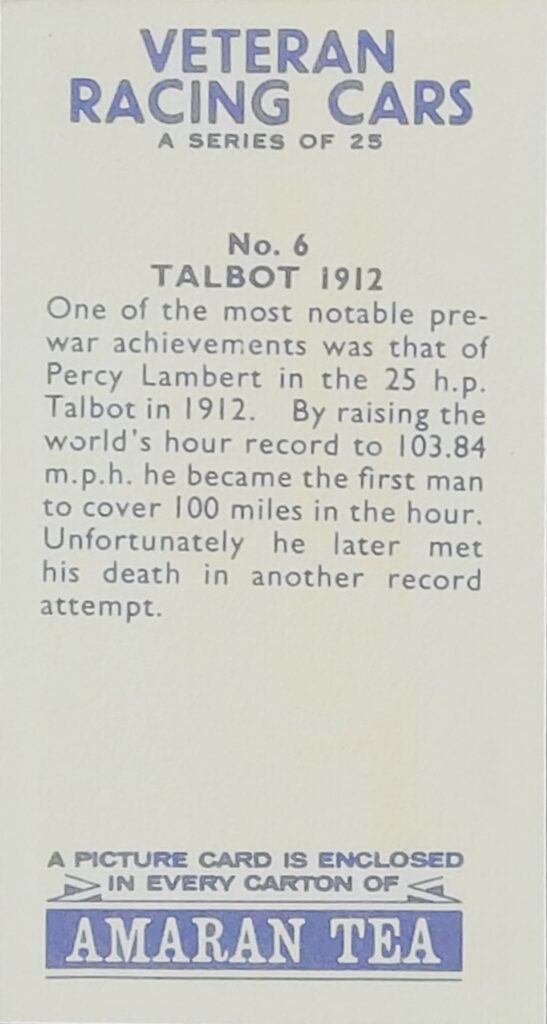 VETERAN
RACING CARS
A SERIES OF 25
No. 6
TALBOT 1912
One of the most notable pre-
war achievements was that of
Percy Lambert in the 25 h.p.
Talbot in 1912. By raising the
world's hour record to 103.84
m.p.h. he became the first man
to cover 100 miles in the hour.
Unfortunately he later met
his death in another record
attempt.
A PICTURE CARD IS ENCLOSED
IN EVERY CARTON OF
AMARAN TEA